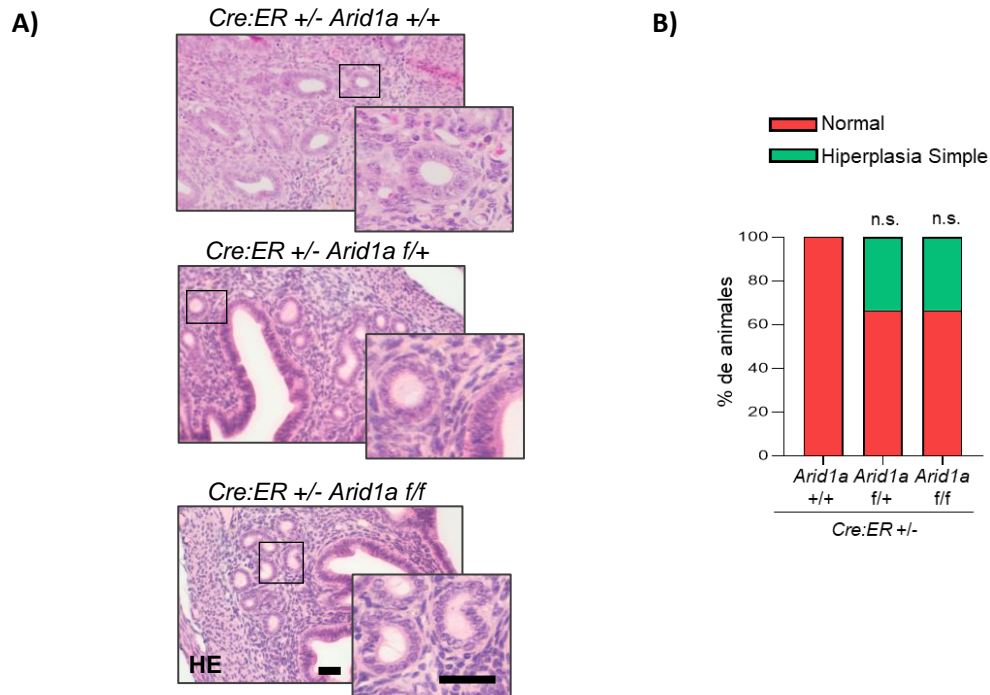 A)
Cre:ER +/- Arid1a +/+
Cre:ER +/- Arid1a f/+
Cre:ER +/- Arid1a f/f
HE
B)
Normal
Hiperplasia Simple
n.s. n.s.
100
80
60
40
20
0
% de animales
Arid1a Arid1a Arid1a
+/+ f/+ f/f
Cre:ER +/-